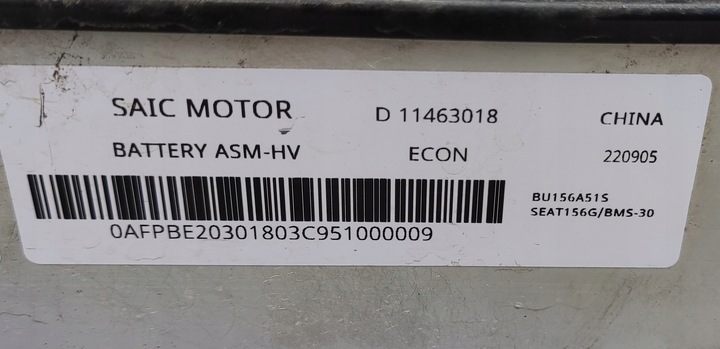 SAIC MOTOR D 11463018 CHINA
BATTERY ASM-HV ECON 220905
BU156A51S
SEAT156G/BMS-30
0AFPBE20301803C951000009